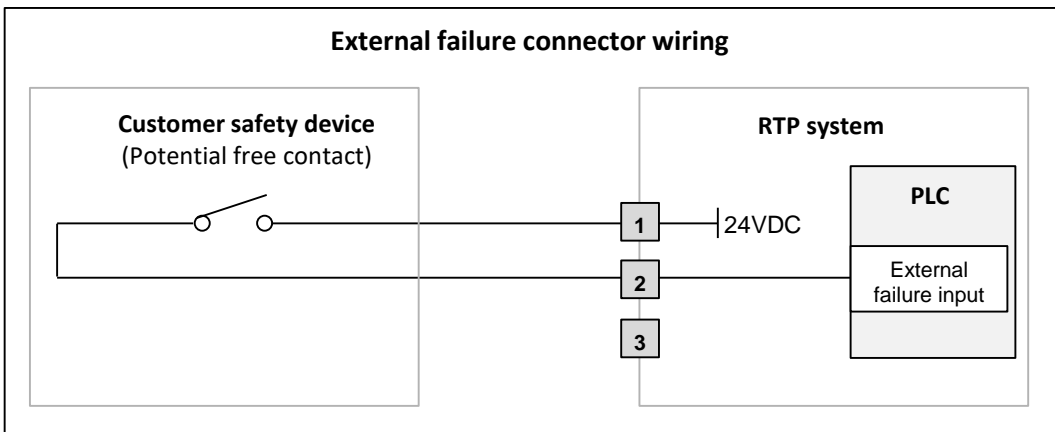 External failure connector wiring
Customer safety device
(Potential free contact)
RTP system
PLC
1
24VDC
2
External
failure input
3